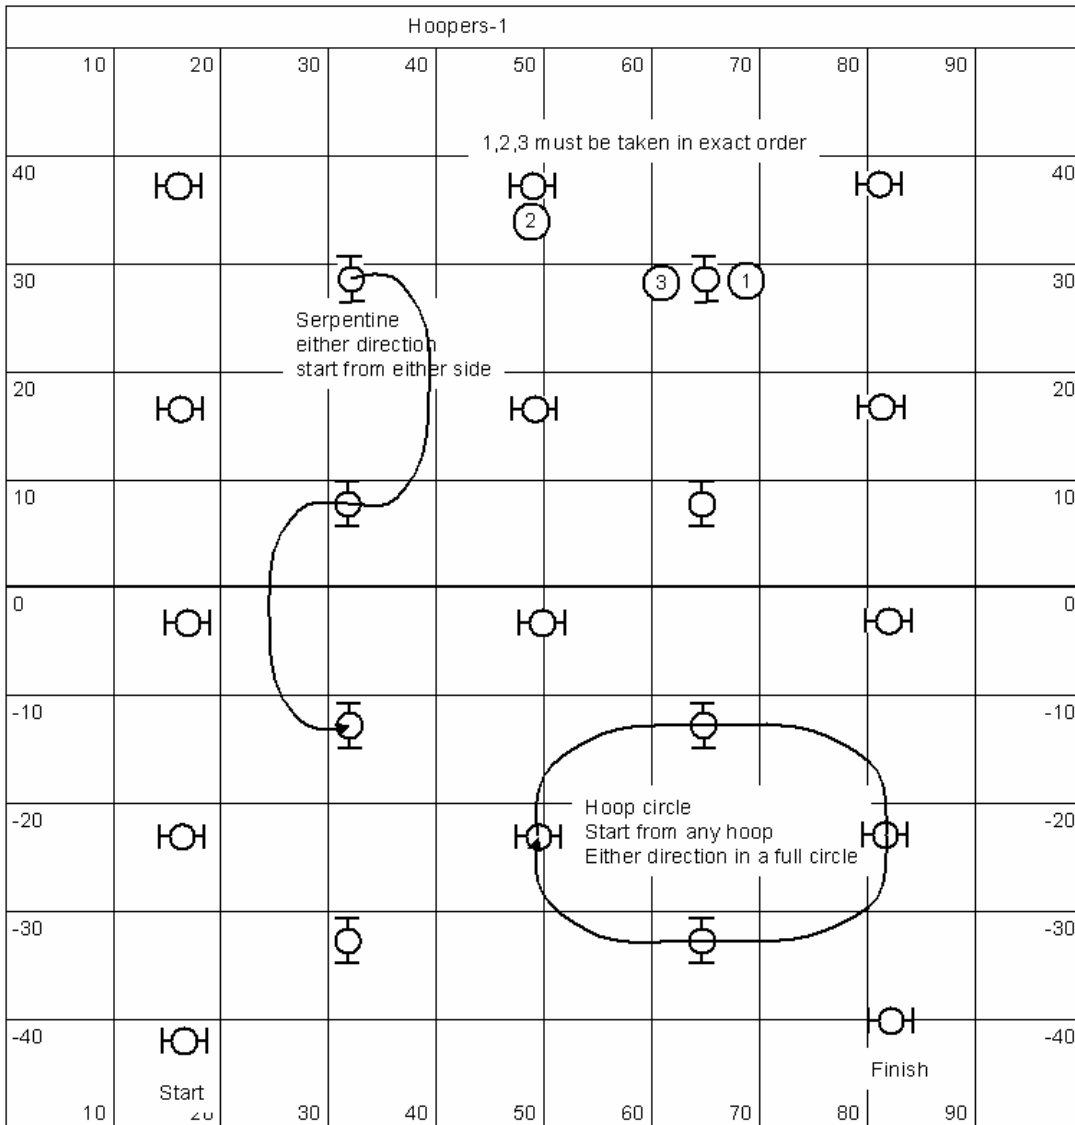 Hoopers-1
10 20 30 40 50 60 70 80 90
1,2,3 must be taken in exact order
40 40
2
30 3 1 30
Serpentine
either direction
start from either side
20 20
10 10
0 0
-10 -10
Hoop circle
Start from any hoop
Either direction in a full circle
-20 -20
-30 -30
-40 -40
Finish
Start
10 20 30 40 50 60 70 80 90